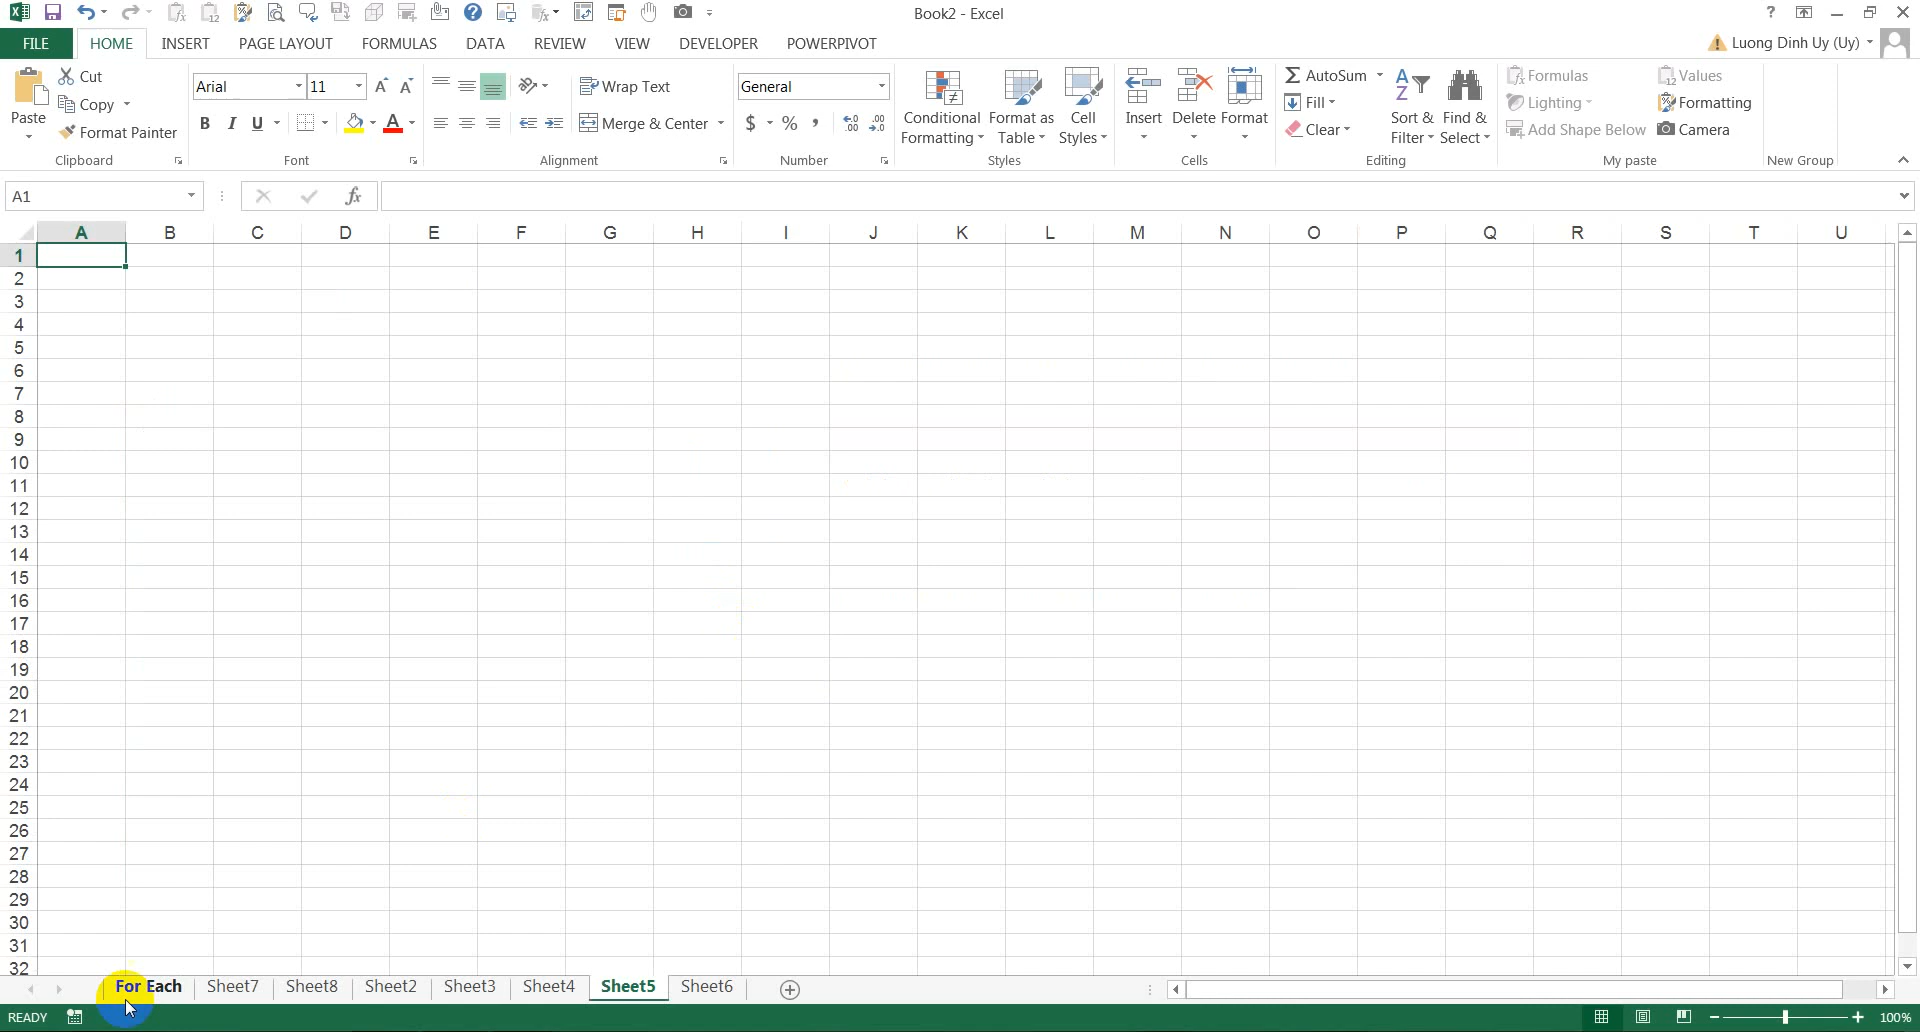 Book2 - Excel
FILE HOME INSERT PAGE LAYOUT FORMULAS DATA REVIEW VIEW DEVELOPER POWERPIVOT Luong Dinh Uy (Uy)
Paste
Cut
Copy
Format Painter
Clipboard
Arial 11
B I U A
Font
Wrap Text
Merge & Center
Alignment
General
$ % ,
Number
Conditional Formatting
Format as Table
Cell Styles
Styles
Insert Delete Format
Cells
AutoSum
Fill
Clear
Sort & Filter
Find & Select
Editing
Formulas
Lighting
Add Shape Below
Values
Formatting
Camera
My paste
New Group
A1 fx
A B C D E F G H I J K L M N O P Q R S T U
1
2
3
4
5
6
7
8
9
10
11
12
13
14
15
16
17
18
19
20
21
22
23
24
25
26
27
28
29
30
31
32
For Each Sheet7 Sheet8 Sheet2 Sheet3 Sheet4 Sheet5 Sheet6
READY 100%